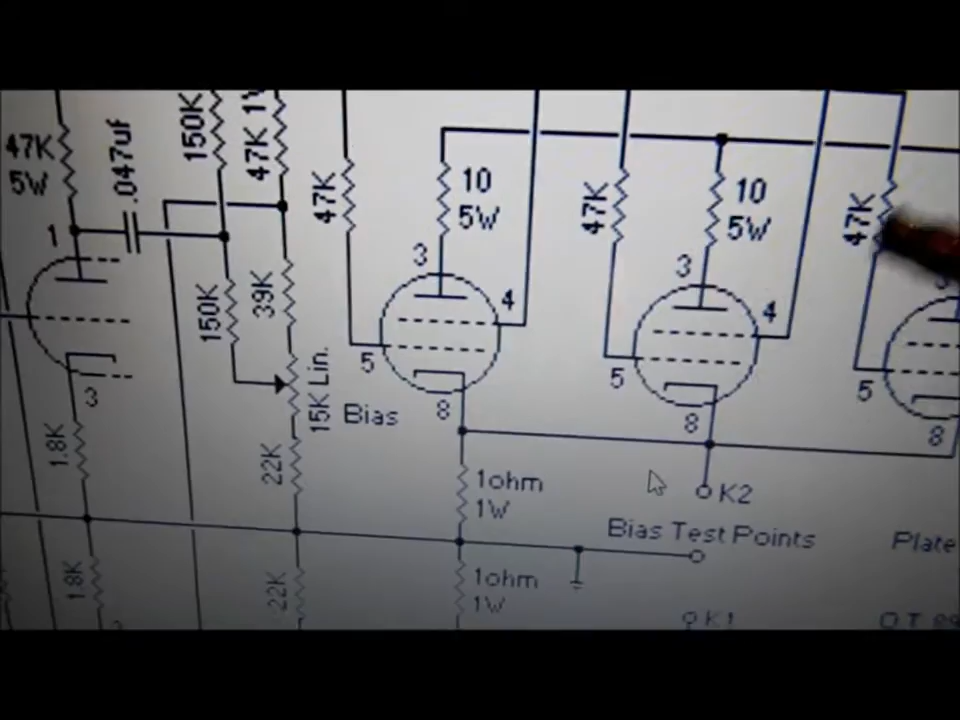 47K
5W
.047uf
150K
47K
47K
10
5W
47K
10
5W
47K
1
3
4
3
4
150K
39K
15K Lin.
5
Bias
8
5
8
5
8
3
1.8K
22K
1ohm
1W
K2
Bias Test Points
Plate
1.8K
22K
1ohm
1W
K1